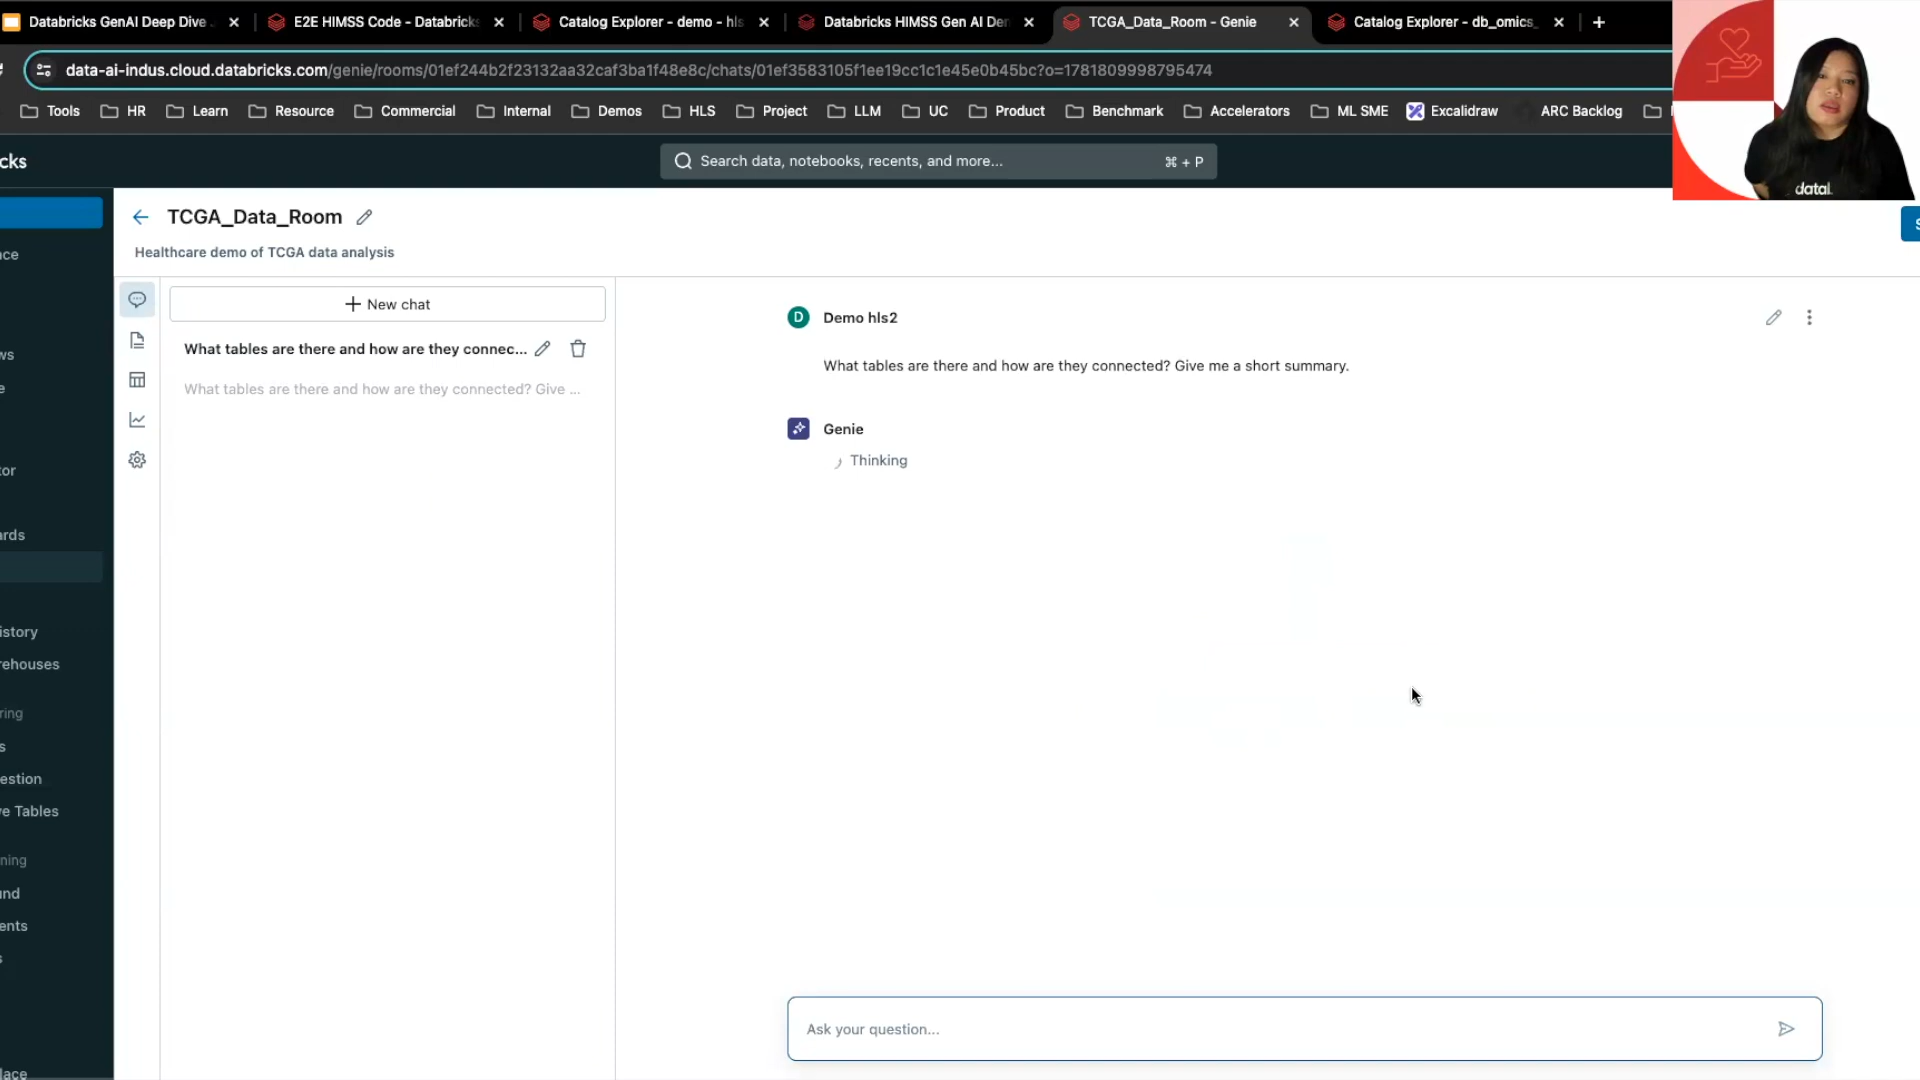 Databricks GenAI Deep Dive
E2E HIMSS Code - Databricks
Catalog Explorer - demo - hls
Databricks HIMSS Gen AI Den
TCGA_Data_Room - Genie
Catalog Explorer - db_omics_
data-ai-indus.cloud.databricks.com/genie/rooms/01ef244b2f23132aa32caf3ba1f48e8c/chats/01ef3583105f1ee19cc1c1e45e0b45bc?o=1781809998795474
Tools HR Learn Resource Commercial Internal Demos HLS Project LLM UC Product Benchmark Accelerators ML SME Excalidraw ARC Backlog
cks
Search data, notebooks, recents, and more... ⌘ + P
data
TCGA_Data_Room
Healthcare demo of TCGA data analysis
ce
ws
e
tor
ards
istory
rehouses
ring
s
estion
ve Tables
ning
und
ents
s
lace
+ New chat
What tables are there and how are they connec...
What tables are there and how are they connected? Give ...
D Demo hls2
What tables are there and how are they connected? Give me a short summary.
Genie
Thinking
Ask your question...